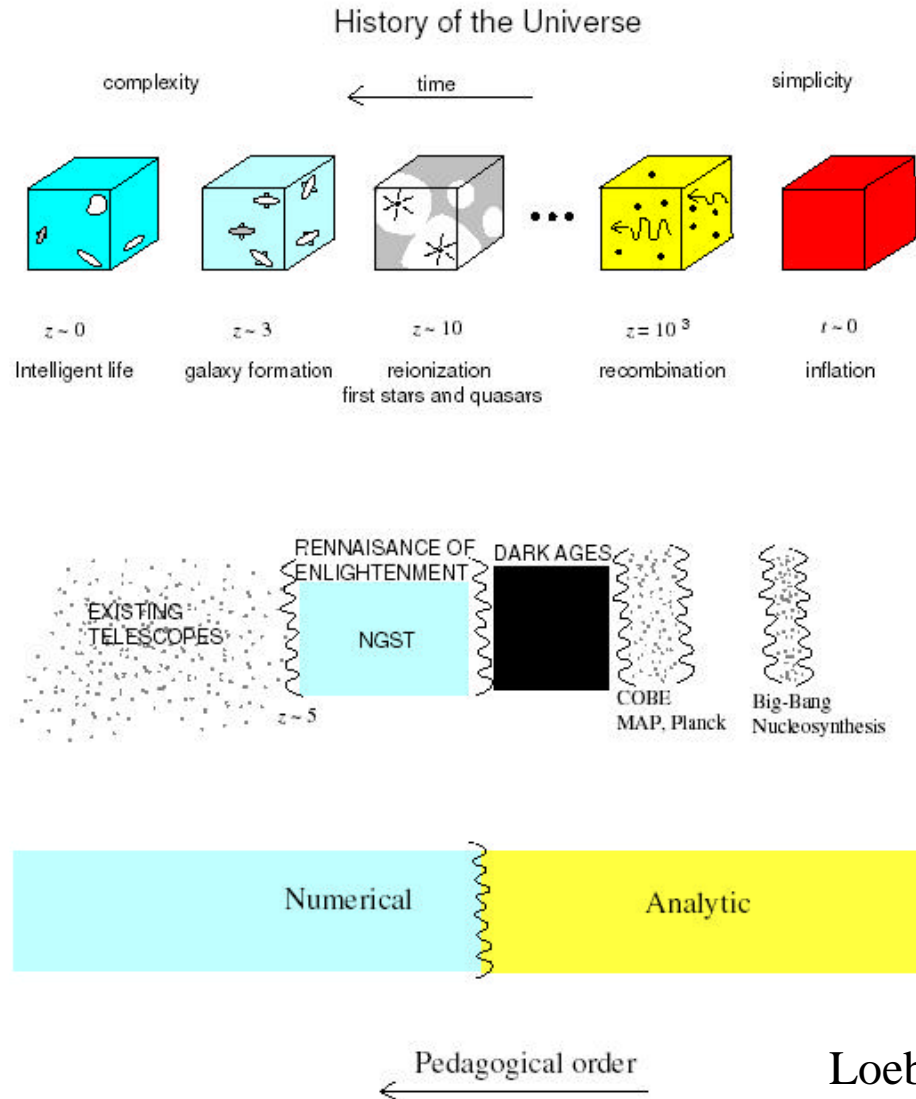 History of the Universe
complexity
time
simplicity
z ~ 0
z ~ 3
z ~ 10
z = 10 ³
t ~ 0
Intelligent life
galaxy formation
reionization
first stars and quasars
recombination
inflation
EXISTING
TELESCOPES
z ~ 5
RENNAISANCE OF
ENLIGHTENMENT
NGST
DARK AGES
COBE
MAP, Planck
Big-Bang
Nucleosynthesis
Numerical
Analytic
Pedagogical order
Loeb